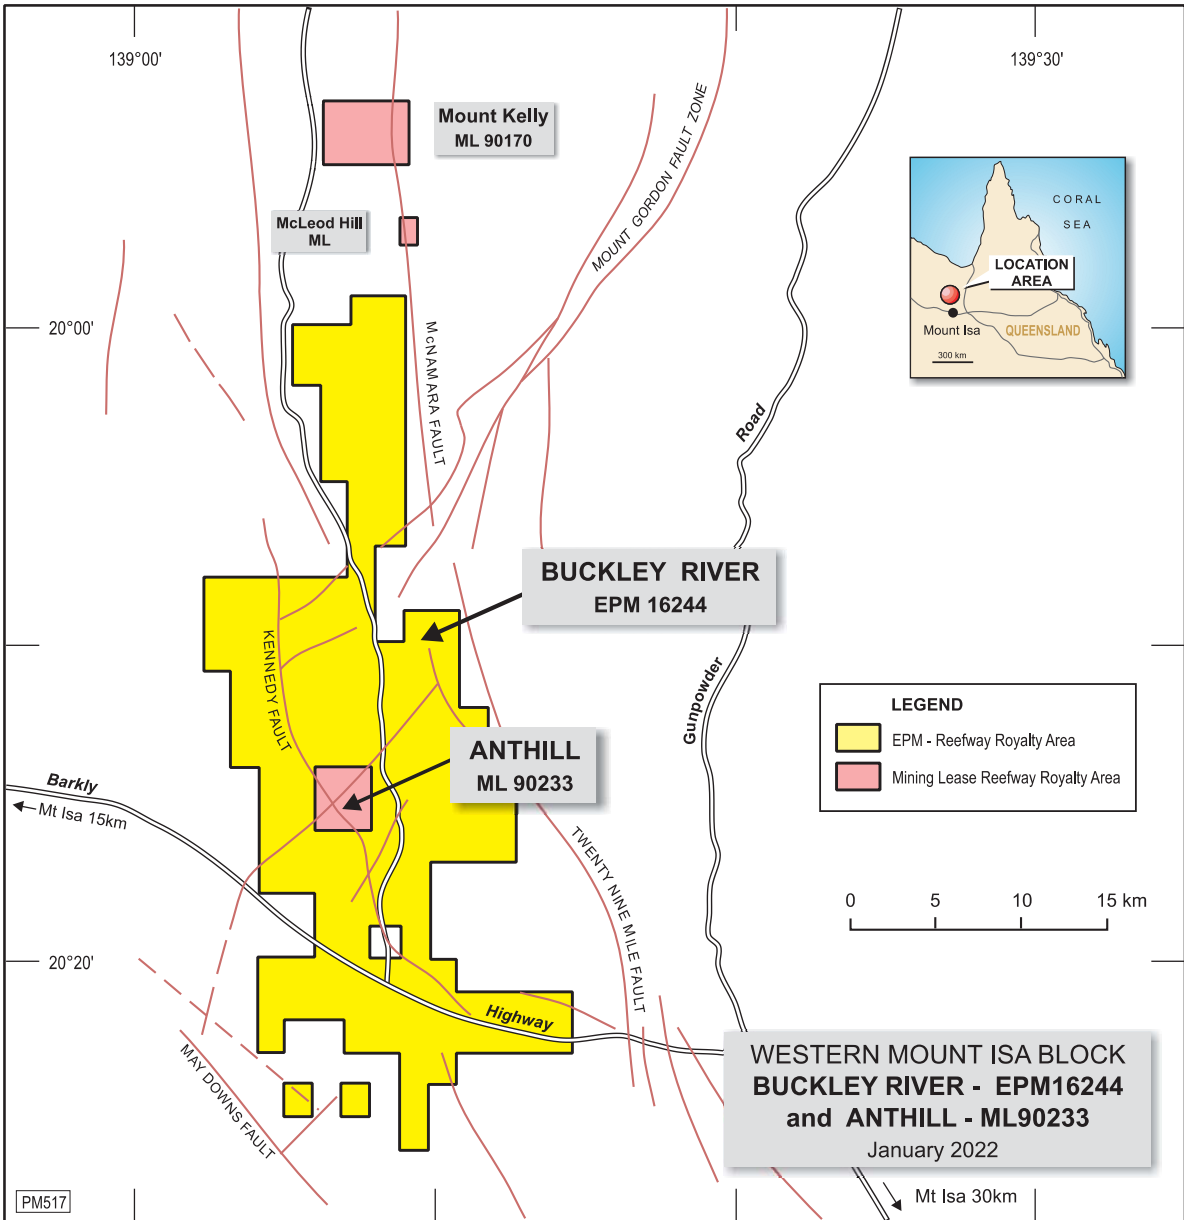 139°00'
139°30'
Mount Kelly
ML 90170
MOUNT GORDON FAULT ZONE
McLeod Hill
ML
CORAL
SEA
LOCATION
AREA
Mount Isa
QUEENSLAND
300 km
20°00'
McNAMARA FAULT
Road
BUCKLEY RIVER
EPM 16244
KENNEDY FAULT
Gunpowder
LEGEND
EPM - Reefway Royalty Area
Mining Lease Reefway Royalty Area
ANTHILL
ML 90233
Barkly
Mt Isa 15km
TWENTY NINE MILE FAULT
0 5 10 15 km
20°20'
Highway
MAY DOWNS FAULT
WESTERN MOUNT ISA BLOCK
BUCKLEY RIVER - EPM16244
and ANTHILL - ML90233
January 2022
PM517
Mt Isa 30km